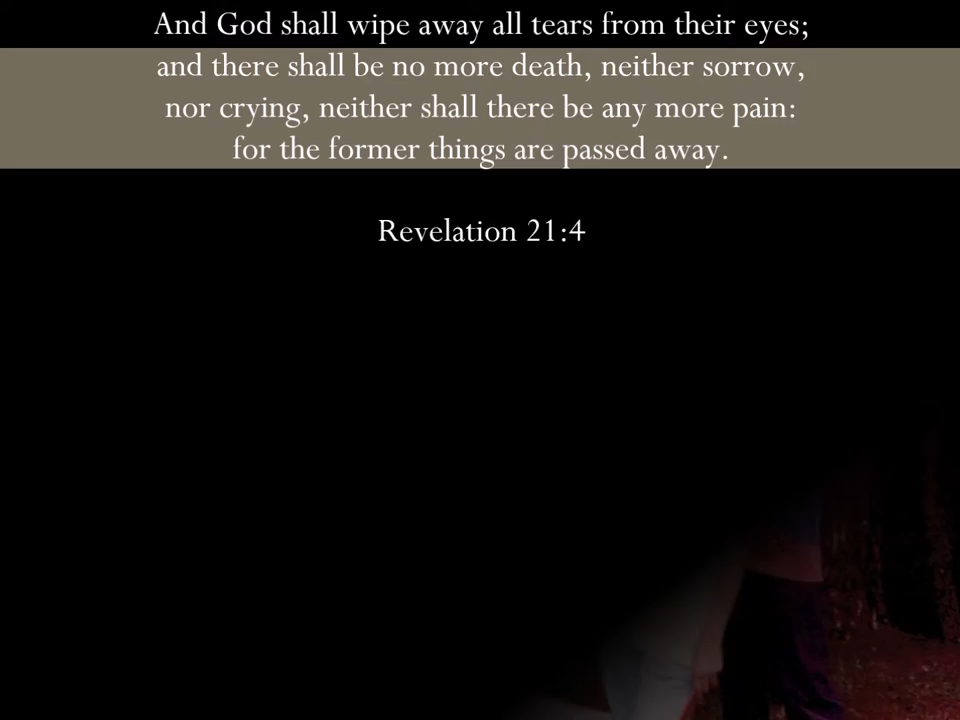 And God shall wipe away all tears from their eyes;
and there shall be no more death, neither sorrow,
nor crying, neither shall there be any more pain:
for the former things are passed away.
Revelation 21:4